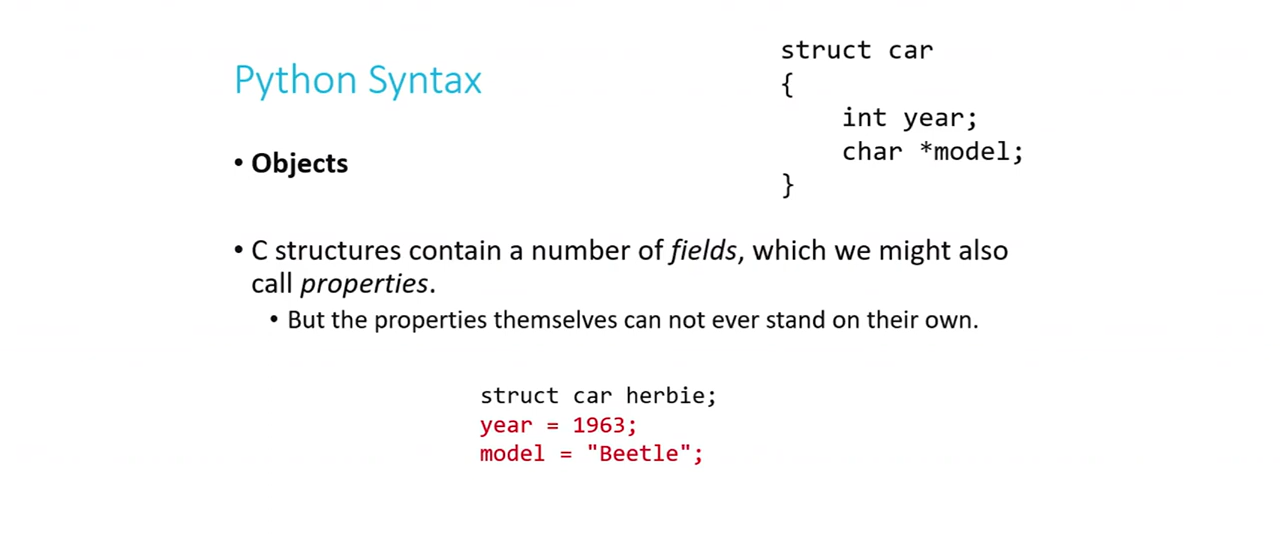 Python Syntax
struct car
{
int year;
char *model;
}
• Objects
• C structures contain a number of fields, which we might also
call properties.
• But the properties themselves can not ever stand on their own.
struct car herbie;
year = 1963;
model = "Beetle";